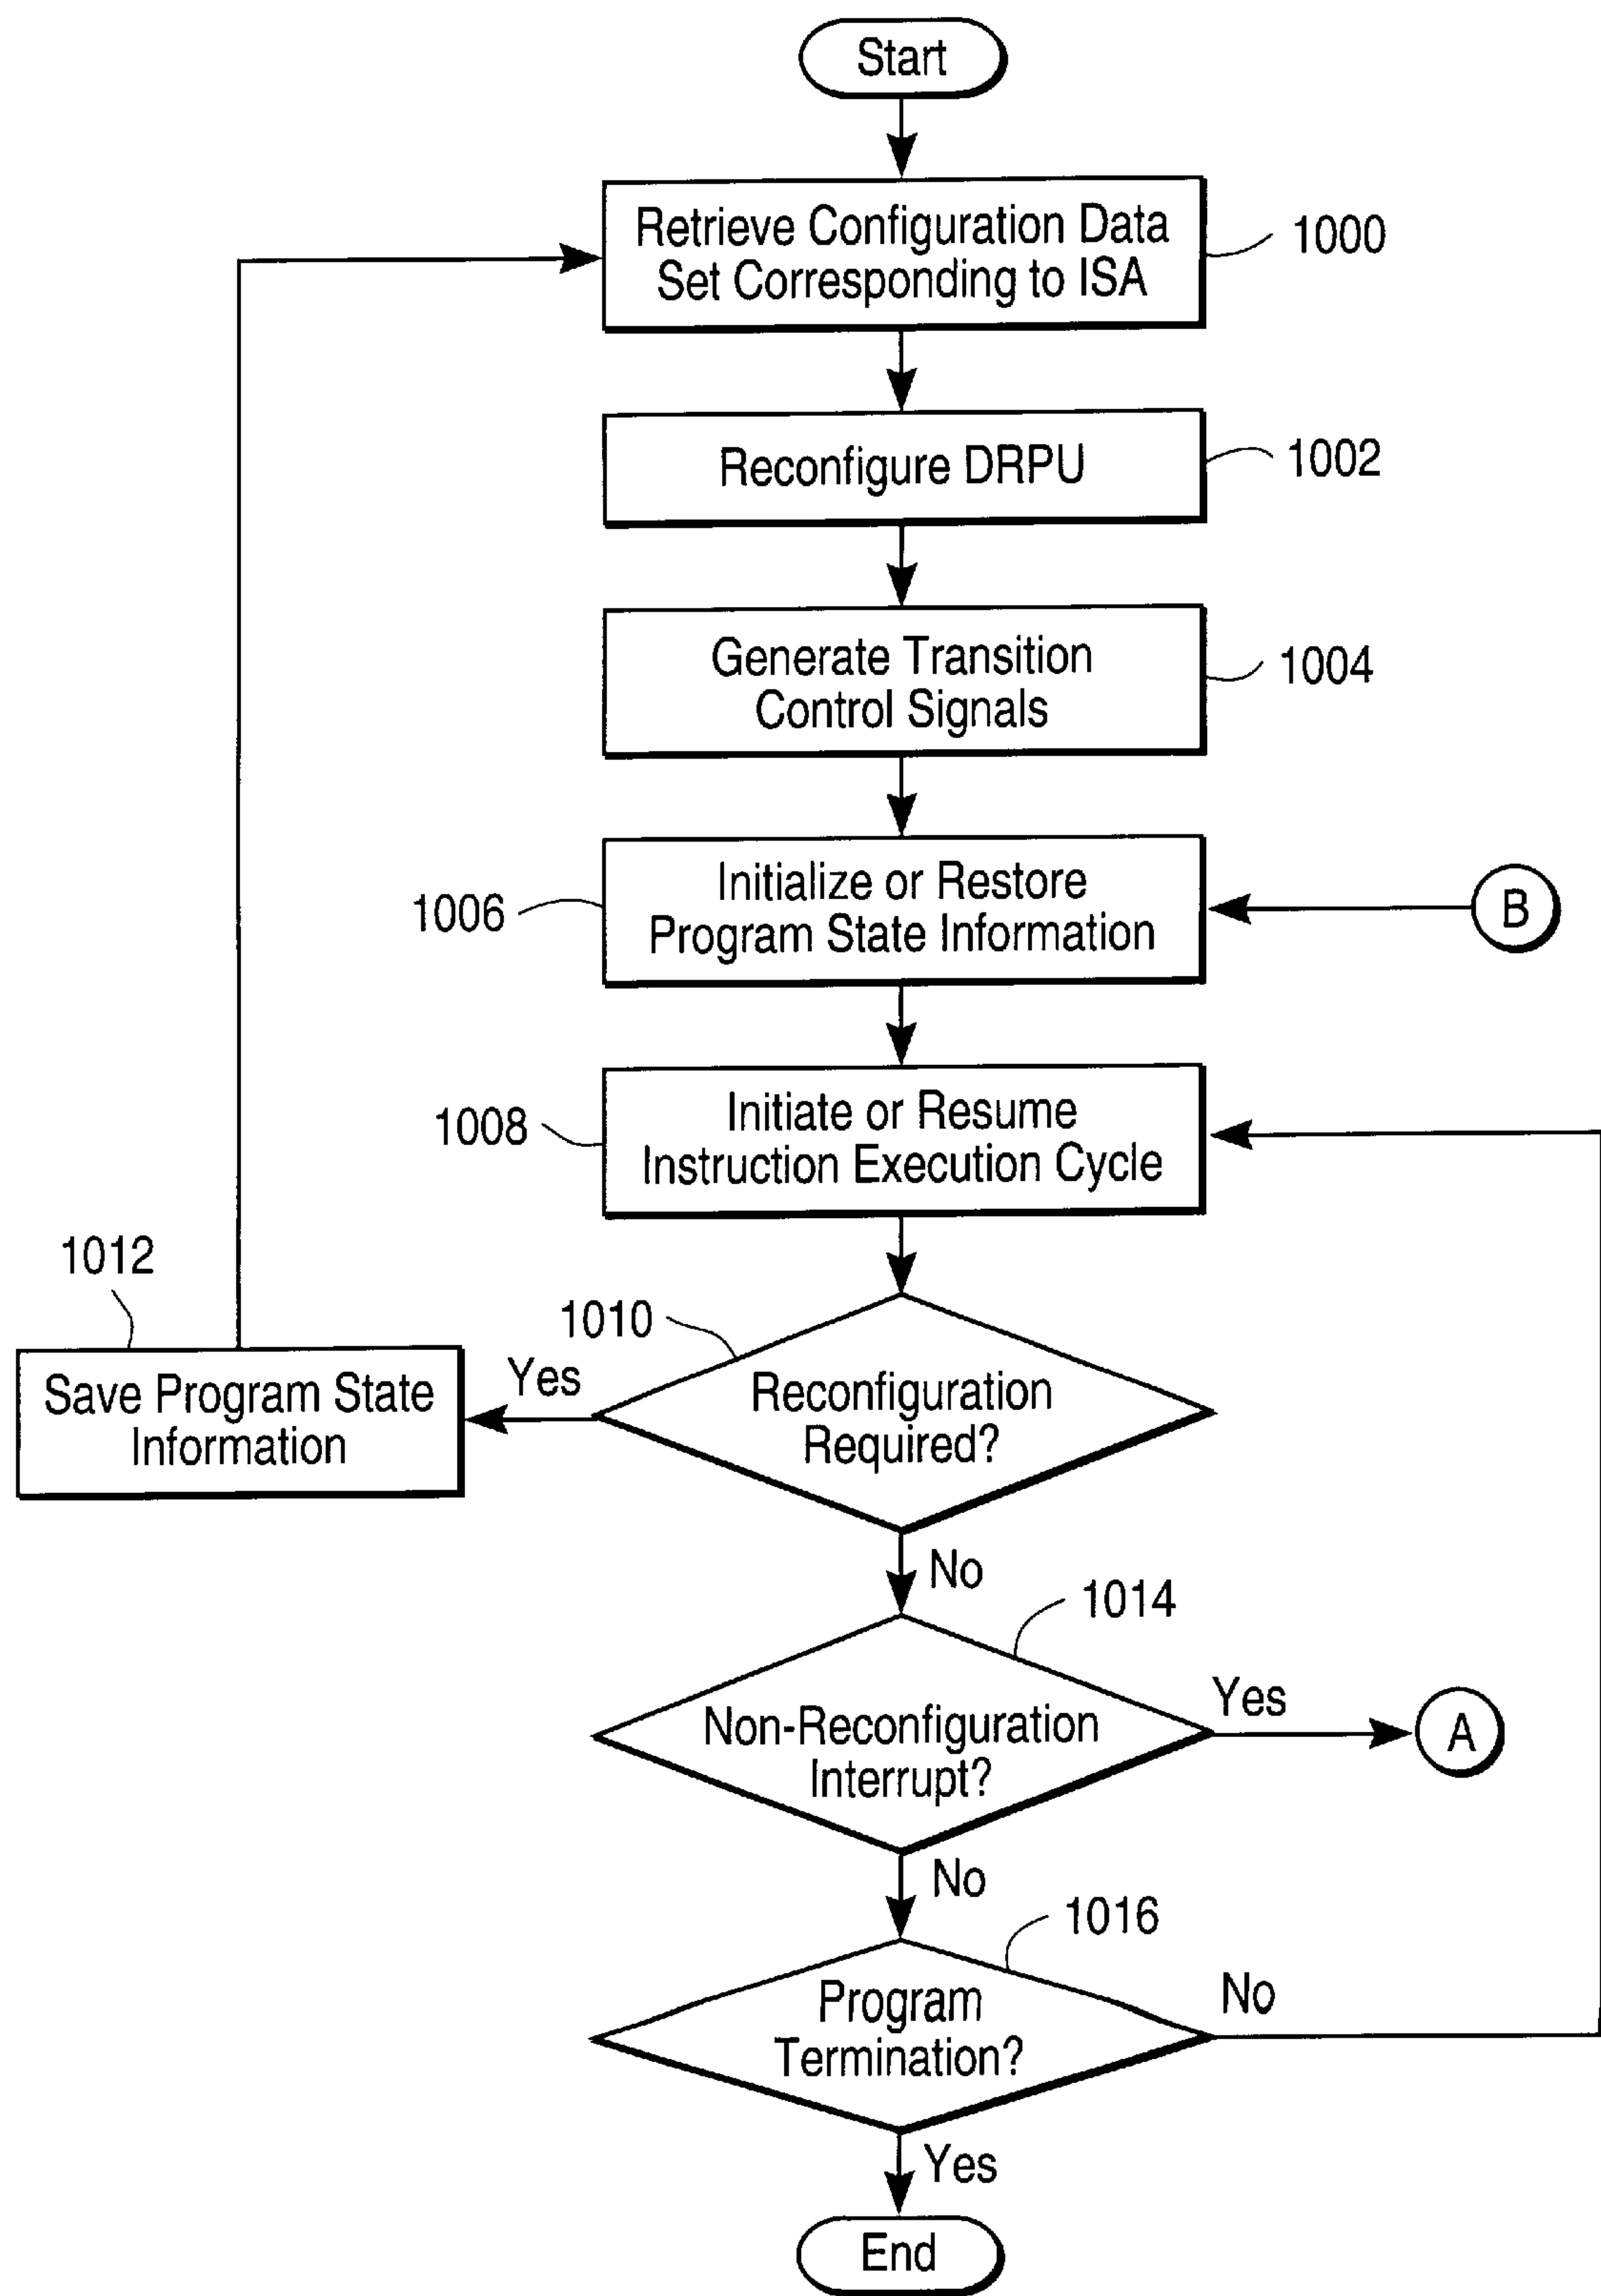 Start
Retrieve Configuration Data
Set Corresponding to ISA
1000
Reconfigure DRPU
1002
Generate Transition
Control Signals
1004
Initialize or Restore
Program State Information
1006
B
Initiate or Resume
Instruction Execution Cycle
1008
1012
Save Program State
Information
Yes
1010
Reconfiguration
Required?
No
1014
Non-Reconfiguration
Interrupt?
Yes
A
No
1016
Program
Termination?
No
Yes
End